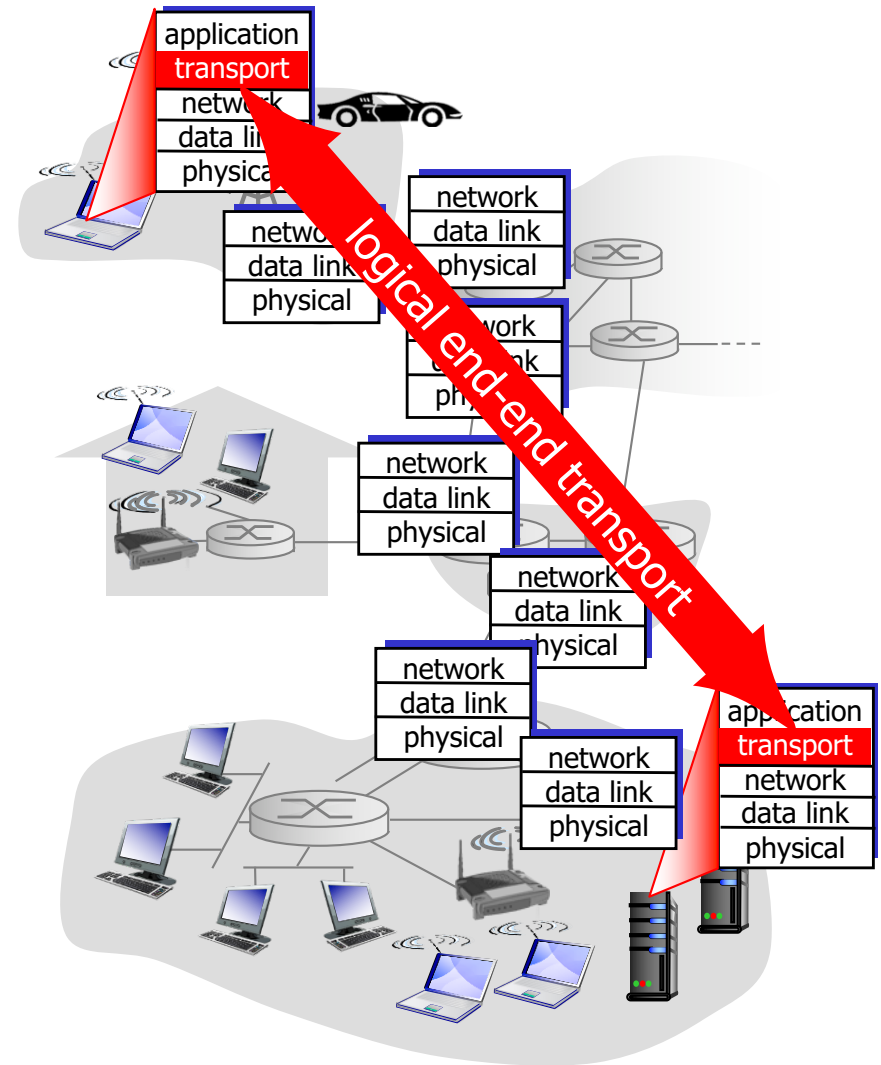 application
transport
network
data link
physical
network
data link
physical
network
data link
physical
logical end-end transport
network
data link
physical
network
data link
physical
network
data link
physical
network
data link
physical
application
transport
network
data link
physical